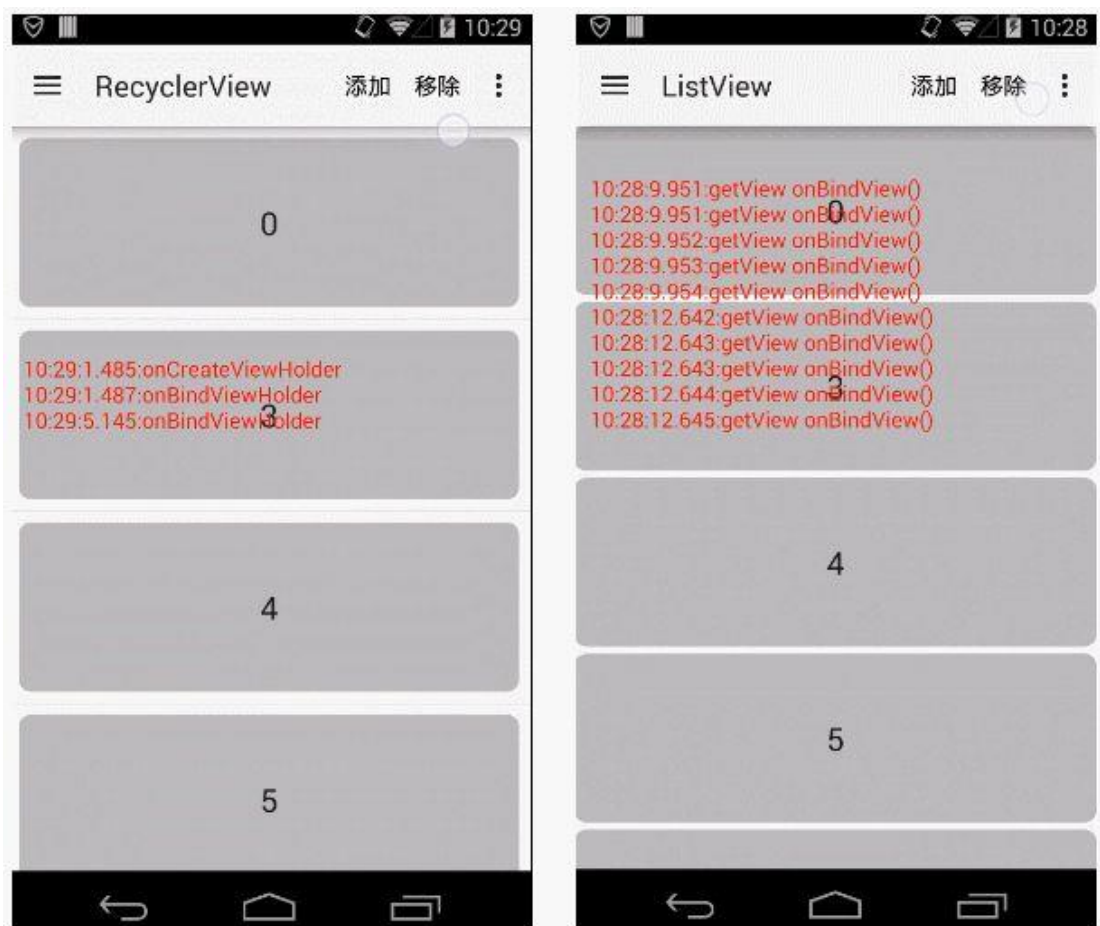 10:29
RecyclerView 添加 移除
0
10:29:1.485:onCreateViewHolder
10:29:1.487:onBindViewHolder
10:29:5.145:onBindViewHolder
3
4
5
10:28
ListView 添加 移除
10:28:9.951:getView onBindView()
10:28:9.951:getView onBindView()
0
10:28:9.952:getView onBindView()
10:28:9.953:getView onBindView()
10:28:9.954:getView onBindView()
10:28:12.642:getView onBindView()
10:28:12.643:getView onBindView()
10:28:12.643:getView onBindView()
10:28:12.644:getView onBindView()
3
10:28:12.645:getView onBindView()
4
5